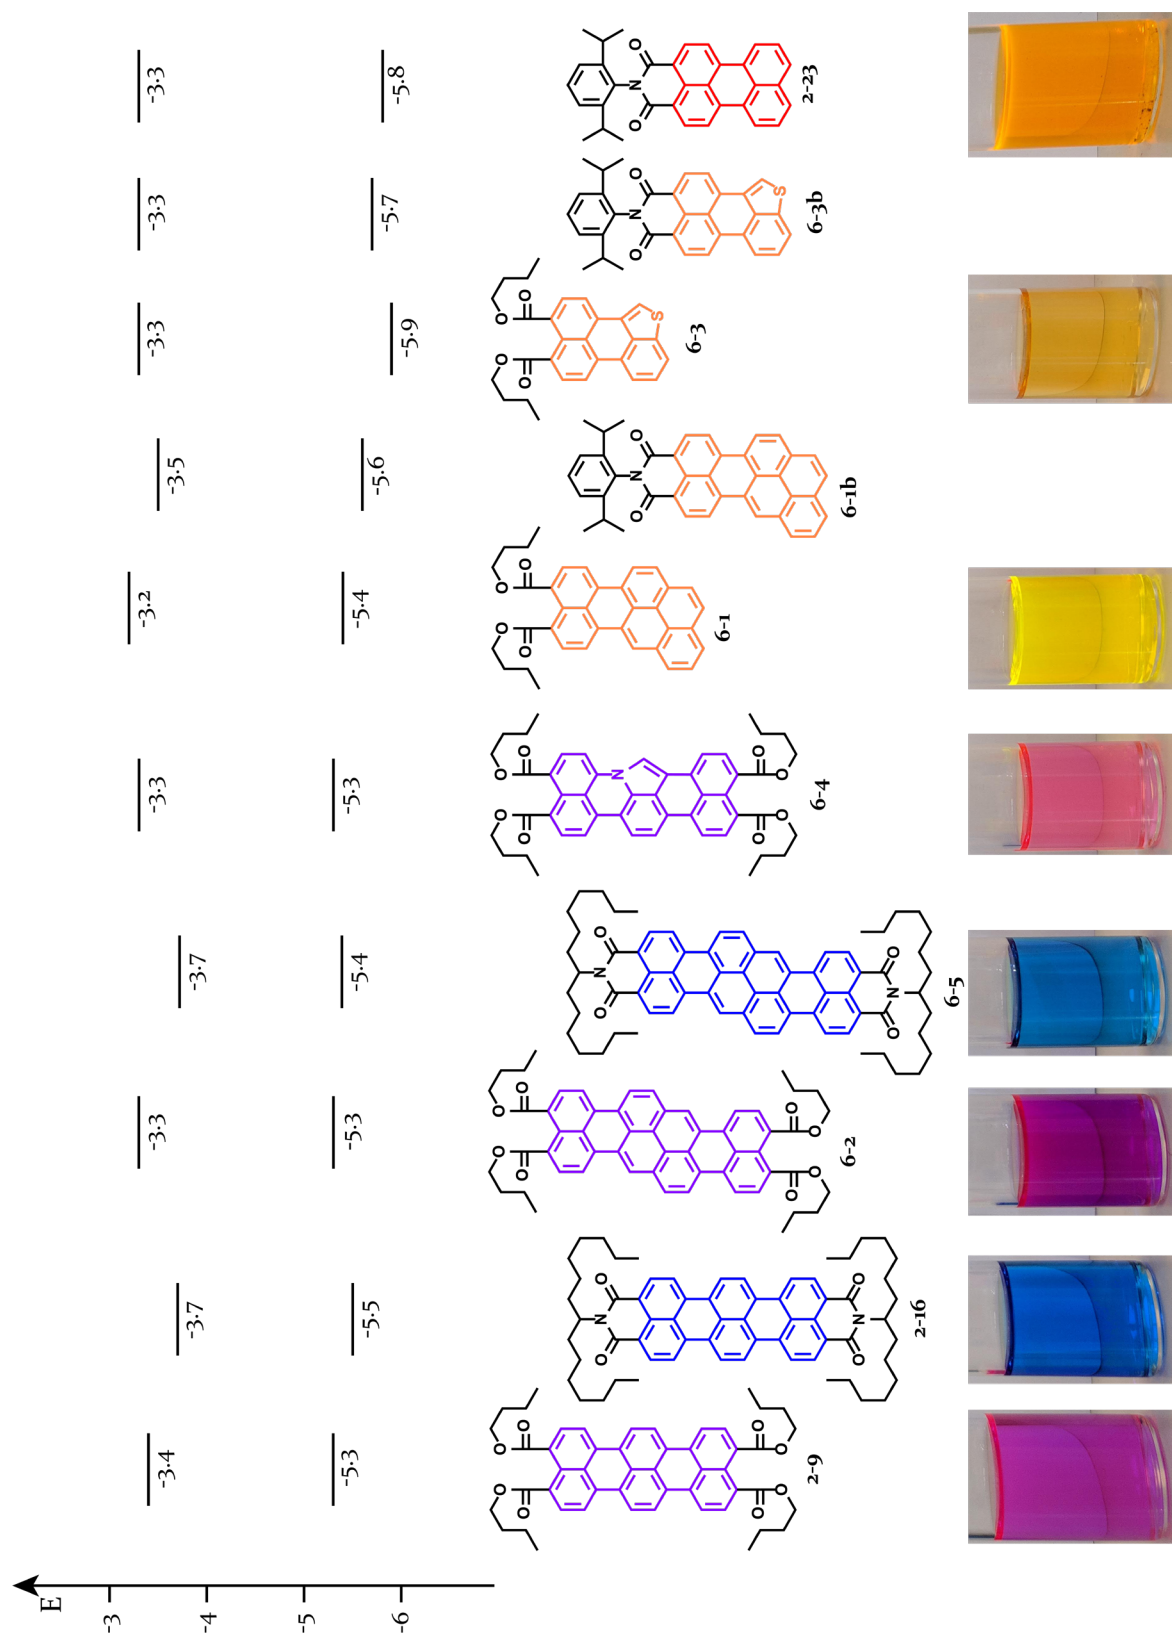 E
-3
-4
-5
-6
-3.4
-5.3
O O
O O
O O
O O
2-9
-3.7
-5.5
O N O
O N O
2-16
-3.3
-5.3
O O
O O
O O
O O
6-2
-3.7
-5.4
O N O
O N O
6-5
-3.3
-5.3
O O
O O
N
O O
O O
6-4
-3.2
-5.4
O O
O O
6-1
-3.5
-5.6
O N O
6-1b
-3.3
-5.9
O O
O O
S
6-3
-3.3
-5.7
O N O
S
6-3b
-3.3
-5.8
O N O
2-23